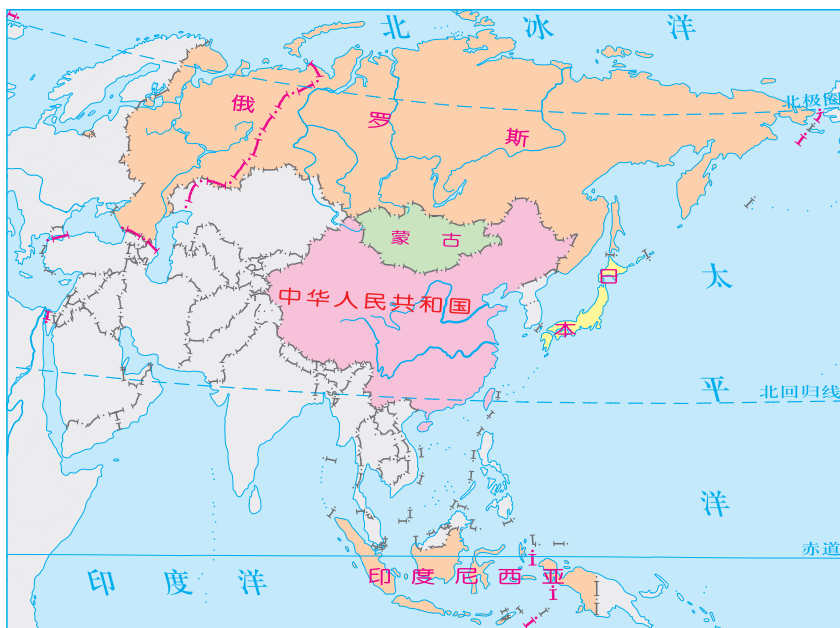 北冰洋
俄罗斯
北极圈
蒙古
太平洋
日本
中华人民共和国
北回归线
赤道
印度洋
印度尼西亚